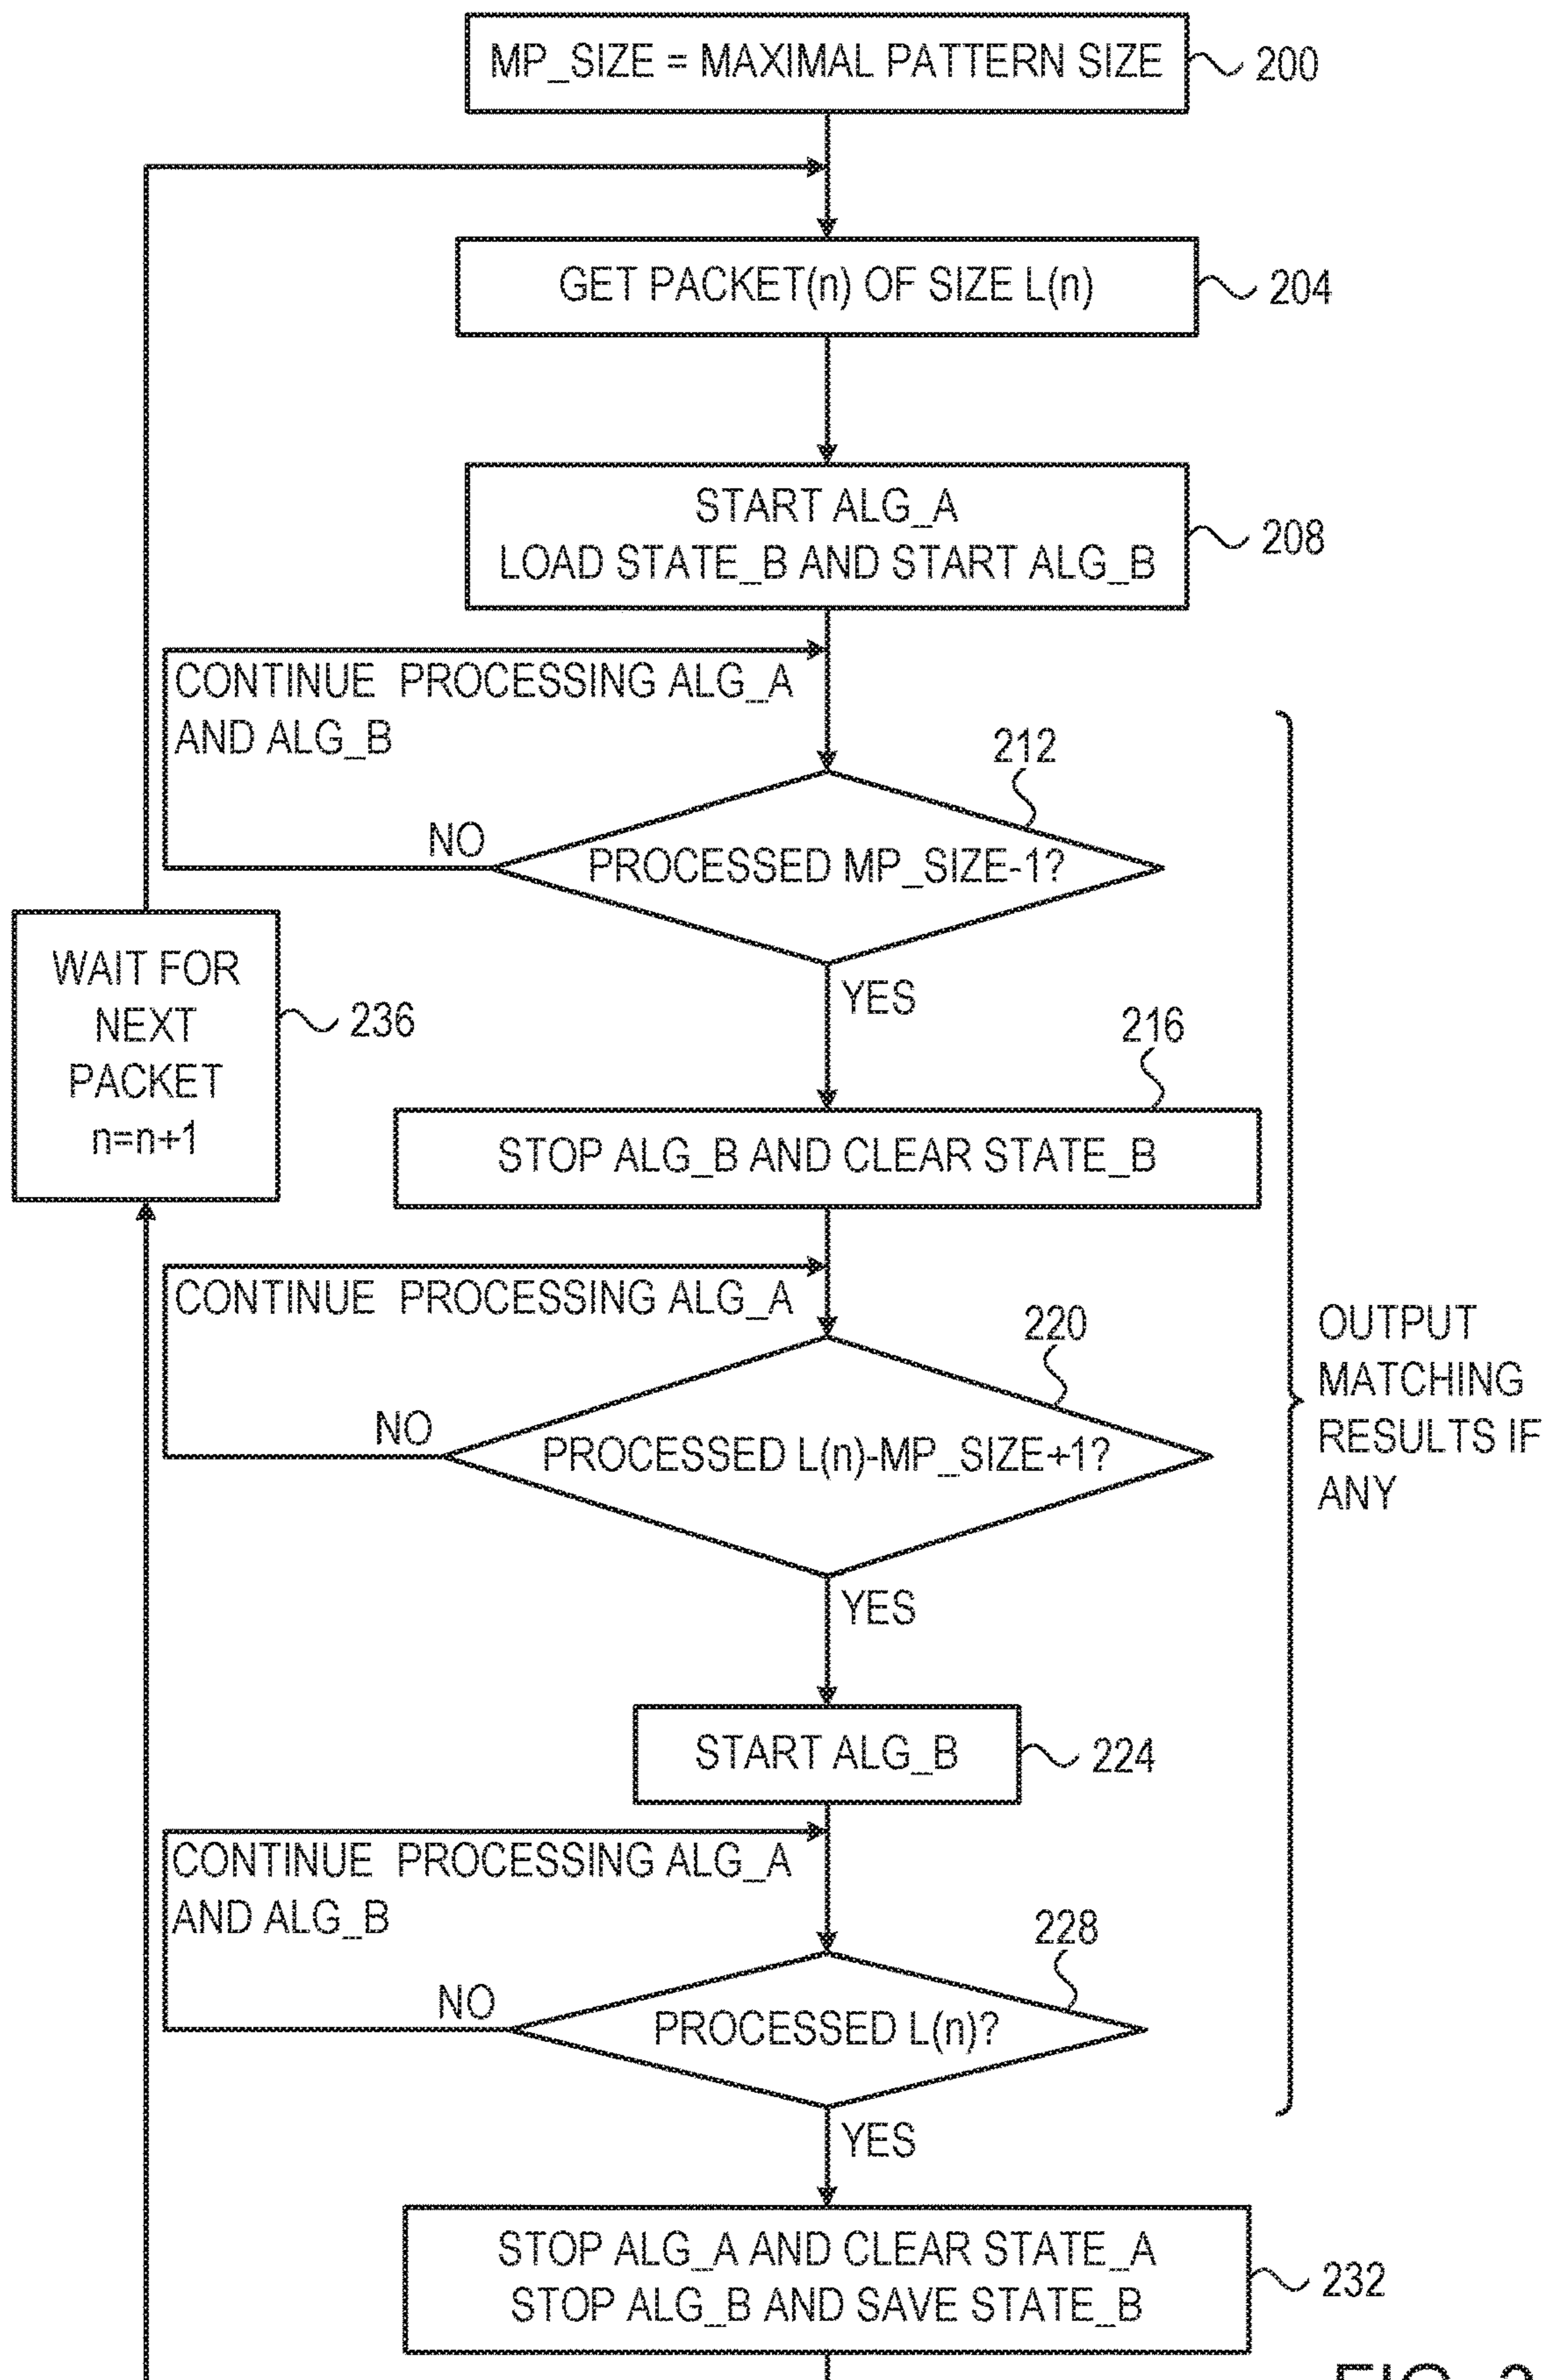 MP_SIZE = MAXIMAL PATTERN SIZE
200
GET PACKET(n) OF SIZE L(n)
204
START ALG_A
LOAD STATE_B AND START ALG_B
208
CONTINUE PROCESSING ALG_A
AND ALG_B
212
NO
PROCESSED MP_SIZE-1?
YES
WAIT FOR
NEXT
PACKET
n=n+1
236
216
STOP ALG_B AND CLEAR STATE_B
CONTINUE PROCESSING ALG_A
220
NO
PROCESSED L(n)-MP_SIZE+1?
YES
OUTPUT
MATCHING
RESULTS IF
ANY
START ALG_B
224
CONTINUE PROCESSING ALG_A
AND ALG_B
228
NO
PROCESSED L(n)?
YES
STOP ALG_A AND CLEAR STATE_A
STOP ALG_B AND SAVE STATE_B
232